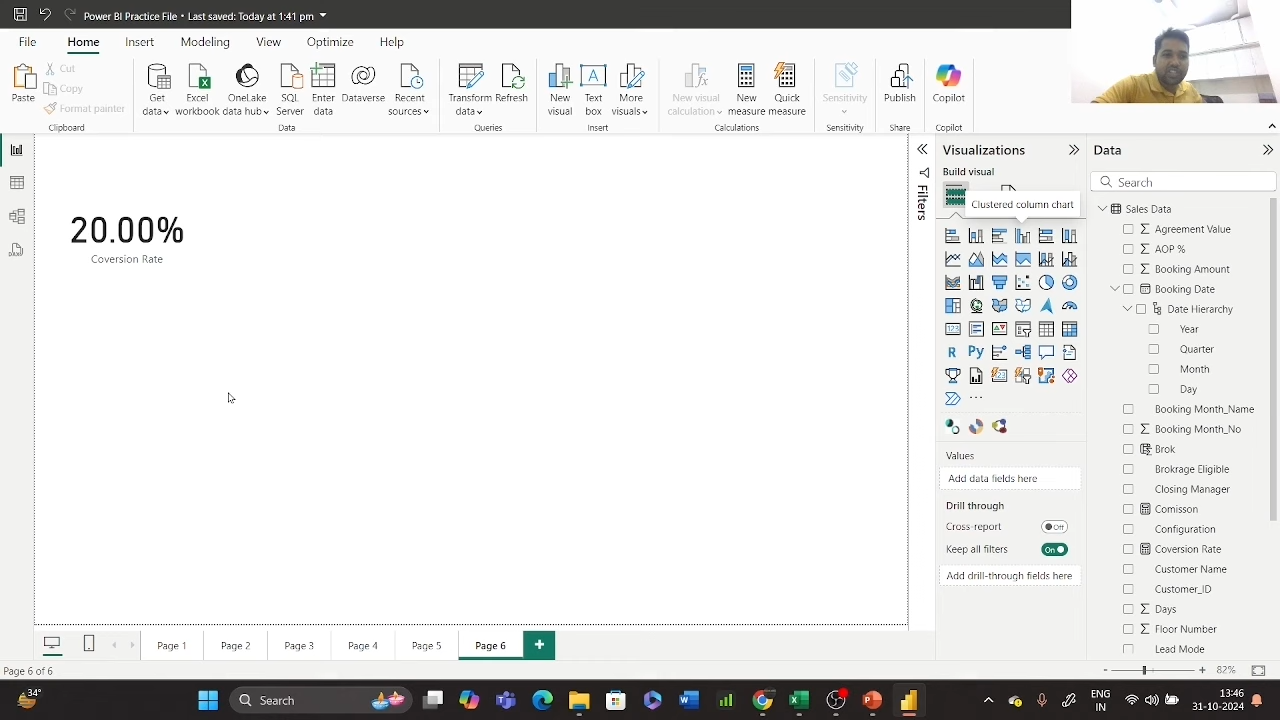 Power BI Practice File • Last saved: Today at 1:41 pm
File Home Insert Modeling View Optimize Help
Paste
Cut
Copy
Format painter
Clipboard
Get data
Excel workbook
OneLake data hub
SQL Server
Enter data
Dataverse
Recent sources
Data
Transform data
Refresh
Queries
New visual
Text box
More visuals
Insert
New visual calculation
New measure
Quick measure
Calculations
Sensitivity
Sensitivity
Publish
Share
Copilot
Copilot
20.00%
Coversion Rate
Filters
Visualizations
Build visual
Clustered column chart
R Py
123
...
Values
Add data fields here
Drill through
Cross-report Off
Keep all filters On
Add drill-through fields here
Data
Search
Sales Data
Agreement Value
AOP %
Booking Amount
Booking Date
Date Hierarchy
Year
Quarter
Month
Day
Booking Month_Name
Booking Month_No
Brok
Brokrage Eligible
Closing Manager
Comisson
Configuration
Coversion Rate
Customer Name
Customer_ID
Days
Floor Number
Lead Mode
Page 1 Page 2 Page 3 Page 4 Page 5 Page 6 +
Page 6 of 6
- + 82%
34°
Search
ENG
IN
13:46
31-10-2024